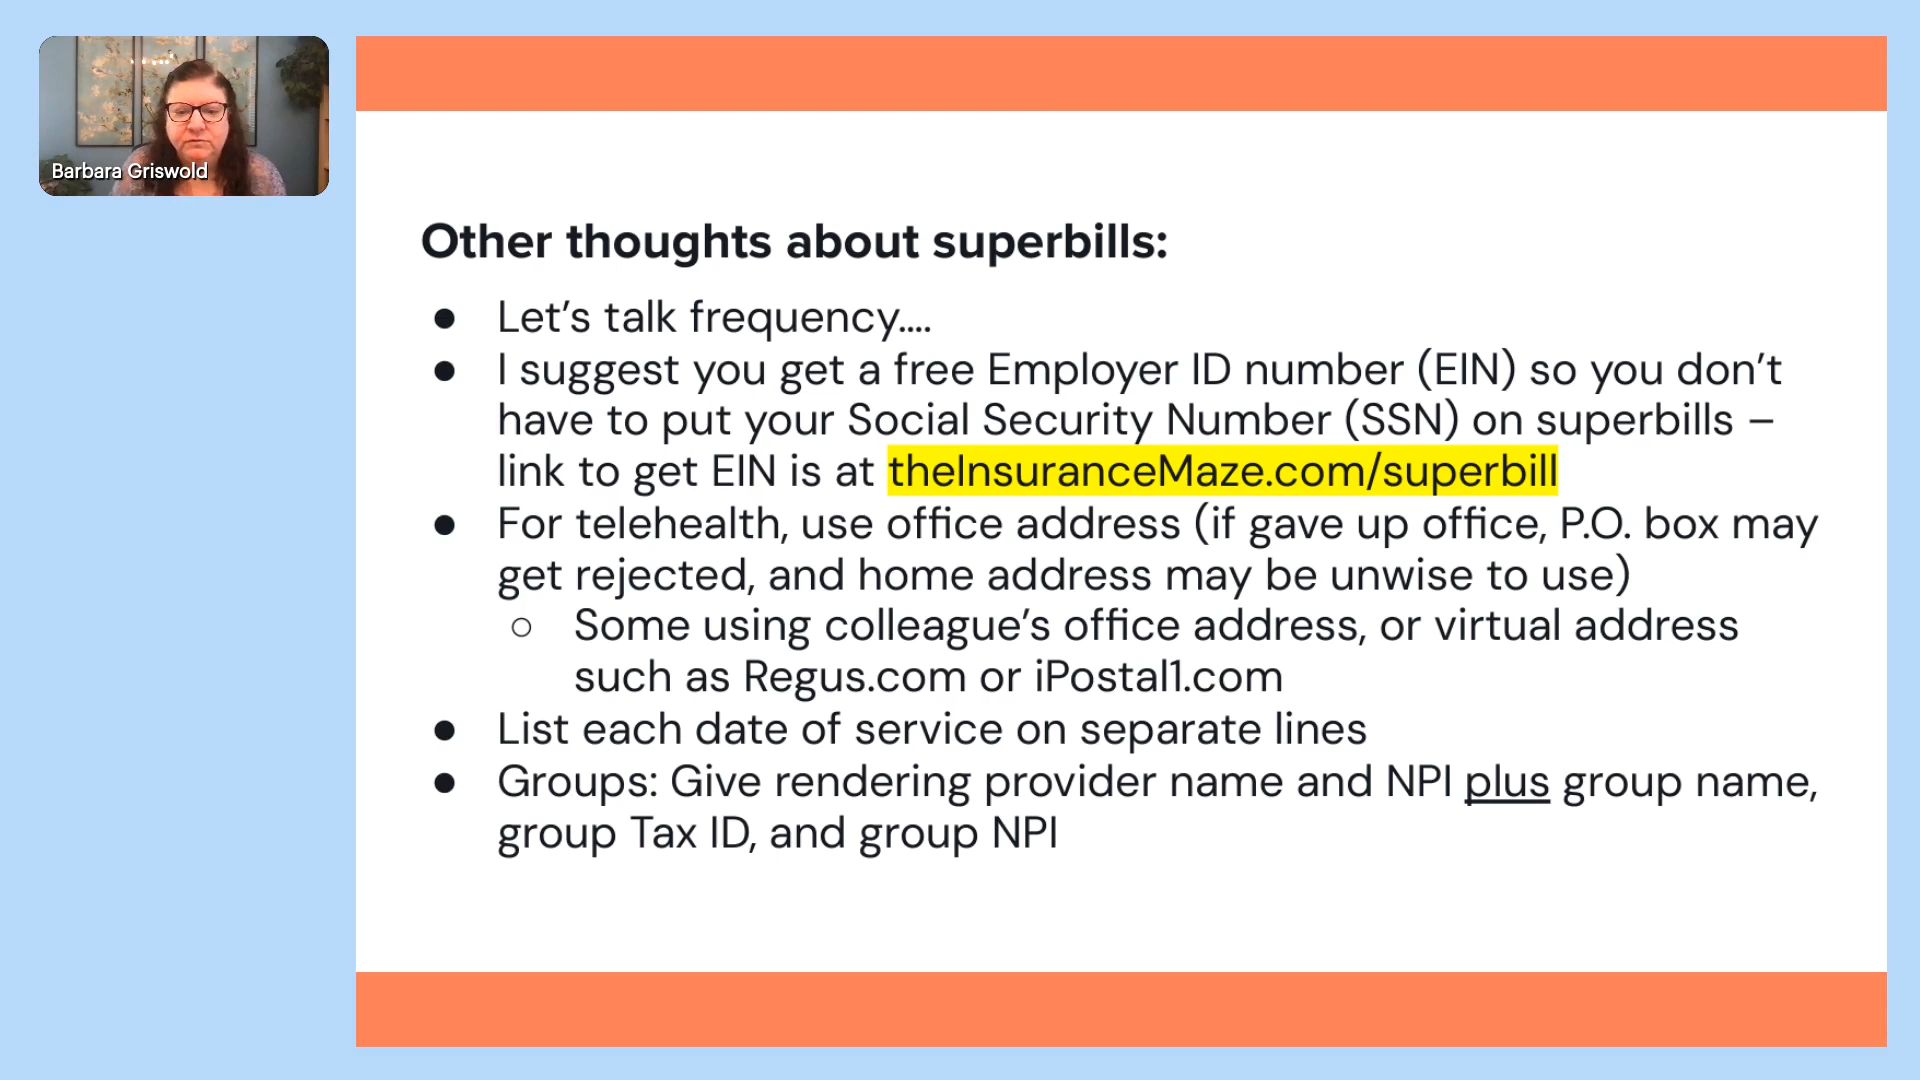 Barbara Griswold
Other thoughts about superbills:
● Let’s talk frequency....
● I suggest you get a free Employer ID number (EIN) so you don’t
have to put your Social Security Number (SSN) on superbills –
link to get EIN is at theInsuranceMaze.com/superbill
● For telehealth, use office address (if gave up office, P.O. box may
get rejected, and home address may be unwise to use)
○ Some using colleague’s office address, or virtual address
such as Regus.com or iPostal1.com
● List each date of service on separate lines
● Groups: Give rendering provider name and NPI plus group name,
group Tax ID, and group NPI